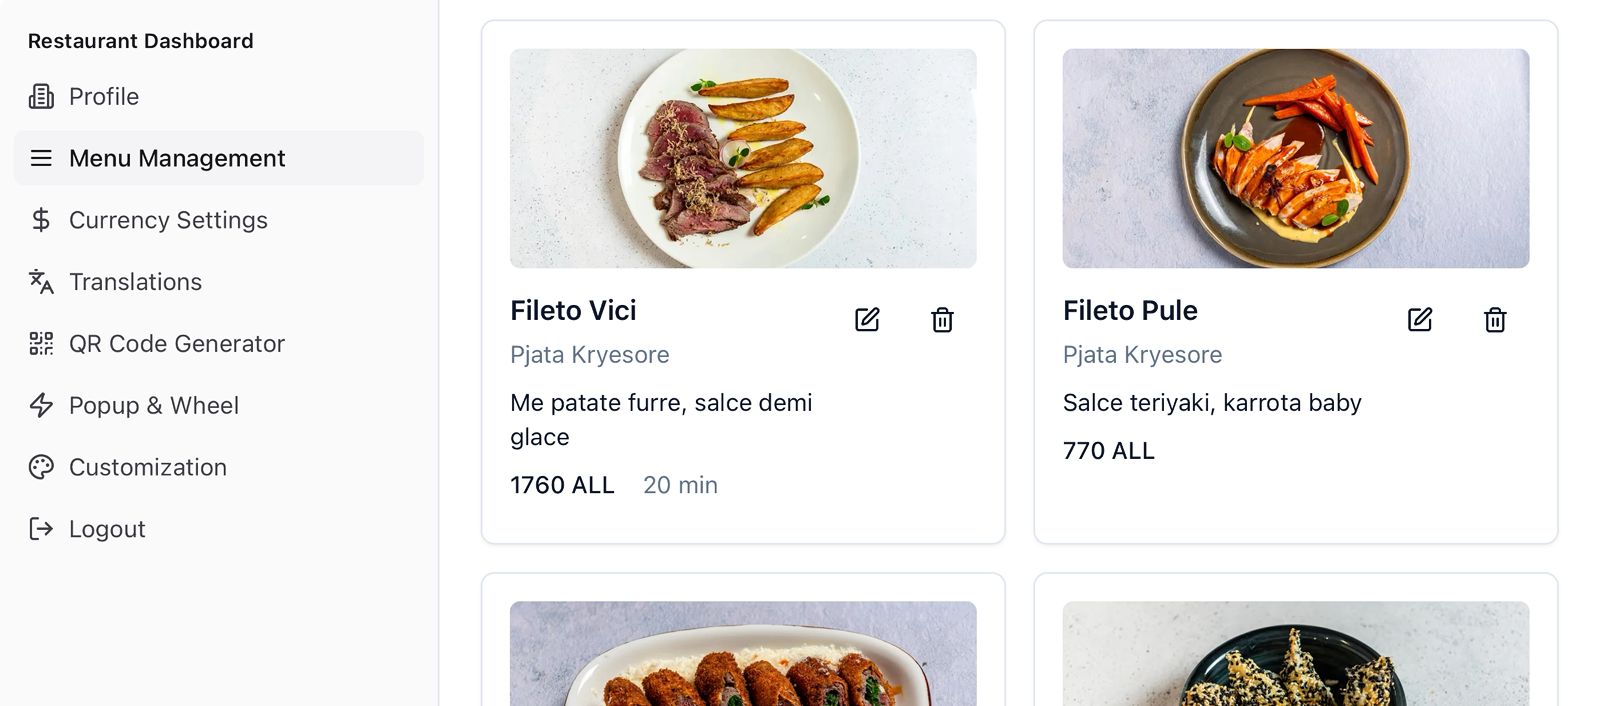 Restaurant Dashboard
Profile
Menu Management
Currency Settings
Translations
QR Code Generator
Popup & Wheel
Customization
Logout
Fileto Vici
Pjata Kryesore
Me patate furre, salce demi
glace
1760 ALL 20 min
Fileto Pule
Pjata Kryesore
Salce teriyaki, karrota baby
770 ALL